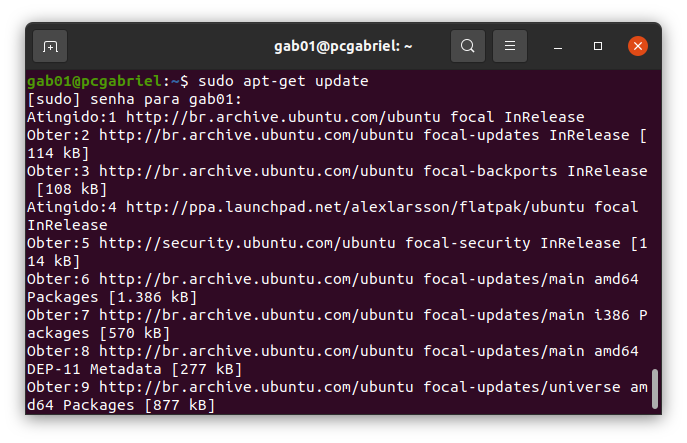 gab01@pcgabriel: ~
gab01@pcgabriel:~$ sudo apt-get update
[sudo] senha para gab01:
Atingido:1 http://br.archive.ubuntu.com/ubuntu focal InRelease
Obter:2 http://br.archive.ubuntu.com/ubuntu focal-updates InRelease [
114 kB]
Obter:3 http://br.archive.ubuntu.com/ubuntu focal-backports InRelease
 [108 kB]
Atingido:4 http://ppa.launchpad.net/alexlarsson/flatpak/ubuntu focal
InRelease
Obter:5 http://security.ubuntu.com/ubuntu focal-security InRelease [1
14 kB]
Obter:6 http://br.archive.ubuntu.com/ubuntu focal-updates/main amd64
Packages [1.386 kB]
Obter:7 http://br.archive.ubuntu.com/ubuntu focal-updates/main i386 P
ackages [570 kB]
Obter:8 http://br.archive.ubuntu.com/ubuntu focal-updates/main amd64
DEP-11 Metadata [277 kB]
Obter:9 http://br.archive.ubuntu.com/ubuntu focal-updates/universe am
d64 Packages [877 kB]